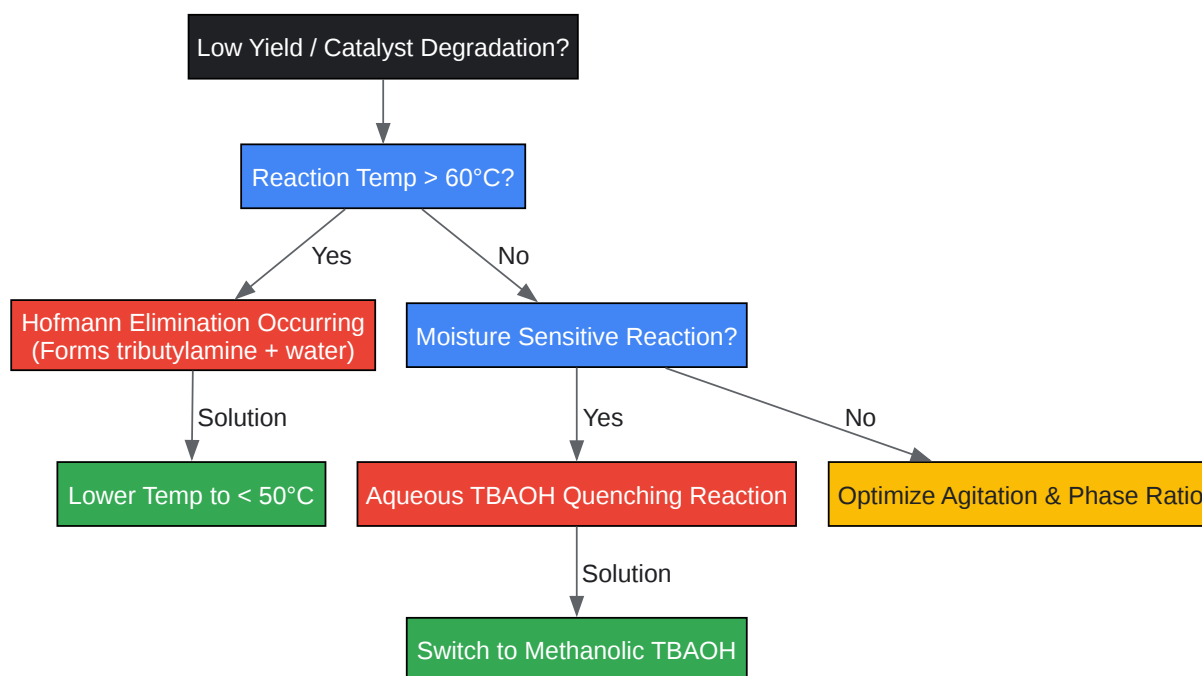 Low Yield / Catalyst Degradation?
Reaction Temp > 60°C?
Yes
No
Hofmann Elimination Occurring
(Forms tributylamine + water)
Moisture Sensitive Reaction?
Solution
Yes
No
Lower Temp to < 50°C
Aqueous TBAOH Quenching Reaction
Optimize Agitation & Phase Ratio
Solution
Switch to Methanolic TBAOH